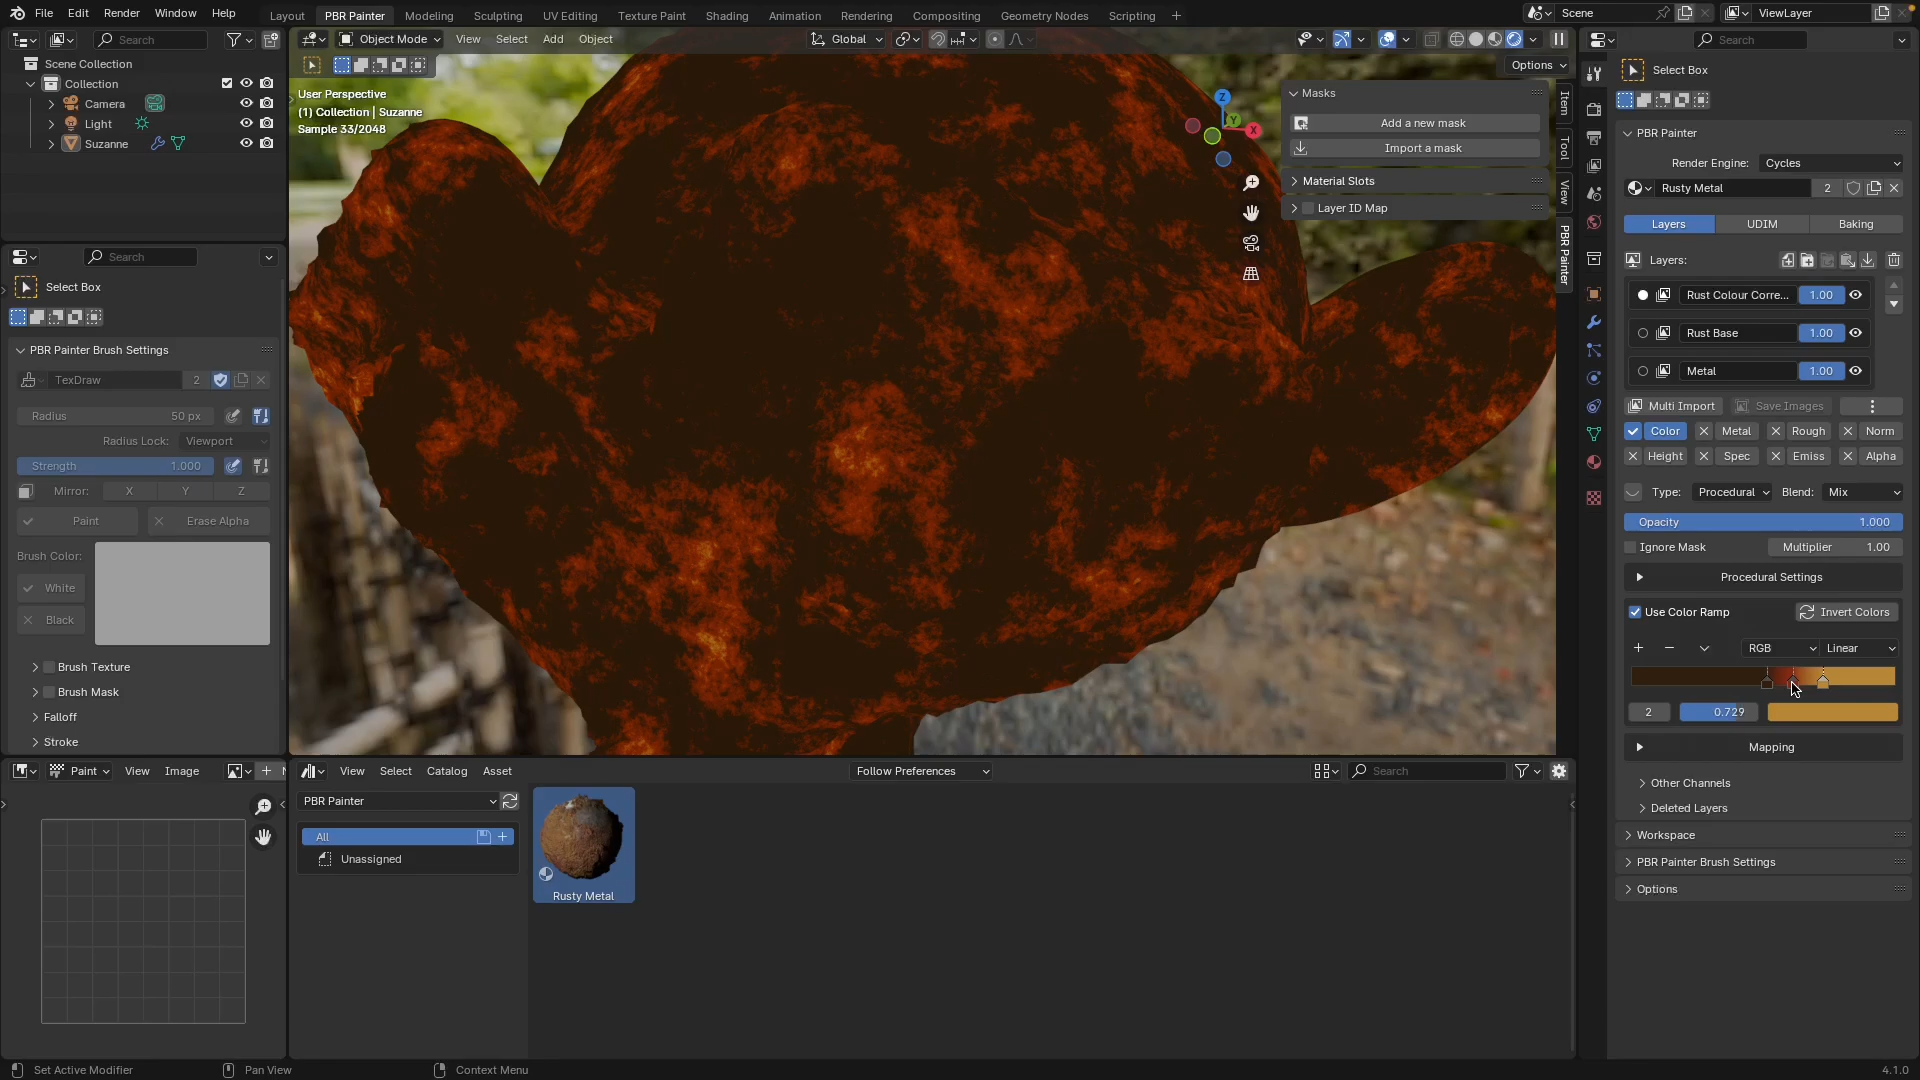 File Edit Render Window Help
Layout PBR Painter Modeling Sculpting UV Editing Texture Paint Shading Animation Rendering Compositing Geometry Nodes Scripting +
Scene
ViewLayer
Search
Scene Collection
Collection
Camera
Light
Suzanne
Search
Select Box
PBR Painter Brush Settings
TexDraw 2
Radius 50 px
Radius Lock: Viewport
Strength 1.000
Mirror: X Y Z
Paint Erase Alpha
Brush Color:
White
Black
Brush Texture
Brush Mask
Falloff
Stroke
Object Mode View Select Add Object
Global
Options
User Perspective
(1) Collection | Suzanne
Sample 33/2048
Z
Y
X
Masks
Add a new mask
Import a mask
Material Slots
Layer ID Map
Item
Tool
View
PBR Painter
Search
Select Box
PBR Painter
Render Engine: Cycles
Rusty Metal 2
Layers UDIM Baking
Layers:
Rust Colour Corre... 1.00
Rust Base 1.00
Metal 1.00
Multi Import Save Images
Color Metal Rough Norm
Height Spec Emiss Alpha
Type: Procedural Blend: Mix
Opacity 1.000
Ignore Mask Multiplier 1.00
Procedural Settings
Use Color Ramp Invert Colors
RGB Linear
2 0.729
Mapping
Other Channels
Deleted Layers
Workspace
PBR Painter Brush Settings
Options
Paint View Image
View Select Catalog Asset
Follow Preferences
Search
PBR Painter
All
Unassigned
Rusty Metal
Set Active Modifier
Pan View
Context Menu
4.1.0